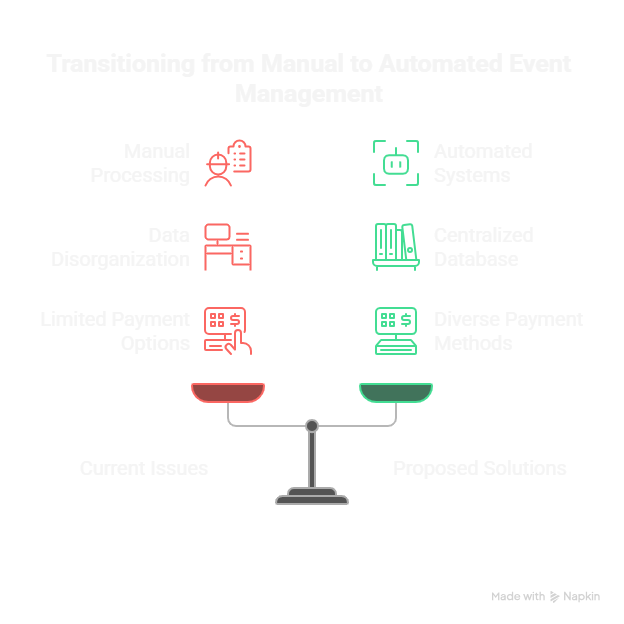 Transitioning from Manual to Automated Event
Management
Manual
Processing
Automated
Systems
Data
Disorganization
Centralized
Database
Limited Payment
Options
Diverse Payment
Methods
Current Issues
Proposed Solutions
Made with Napkin